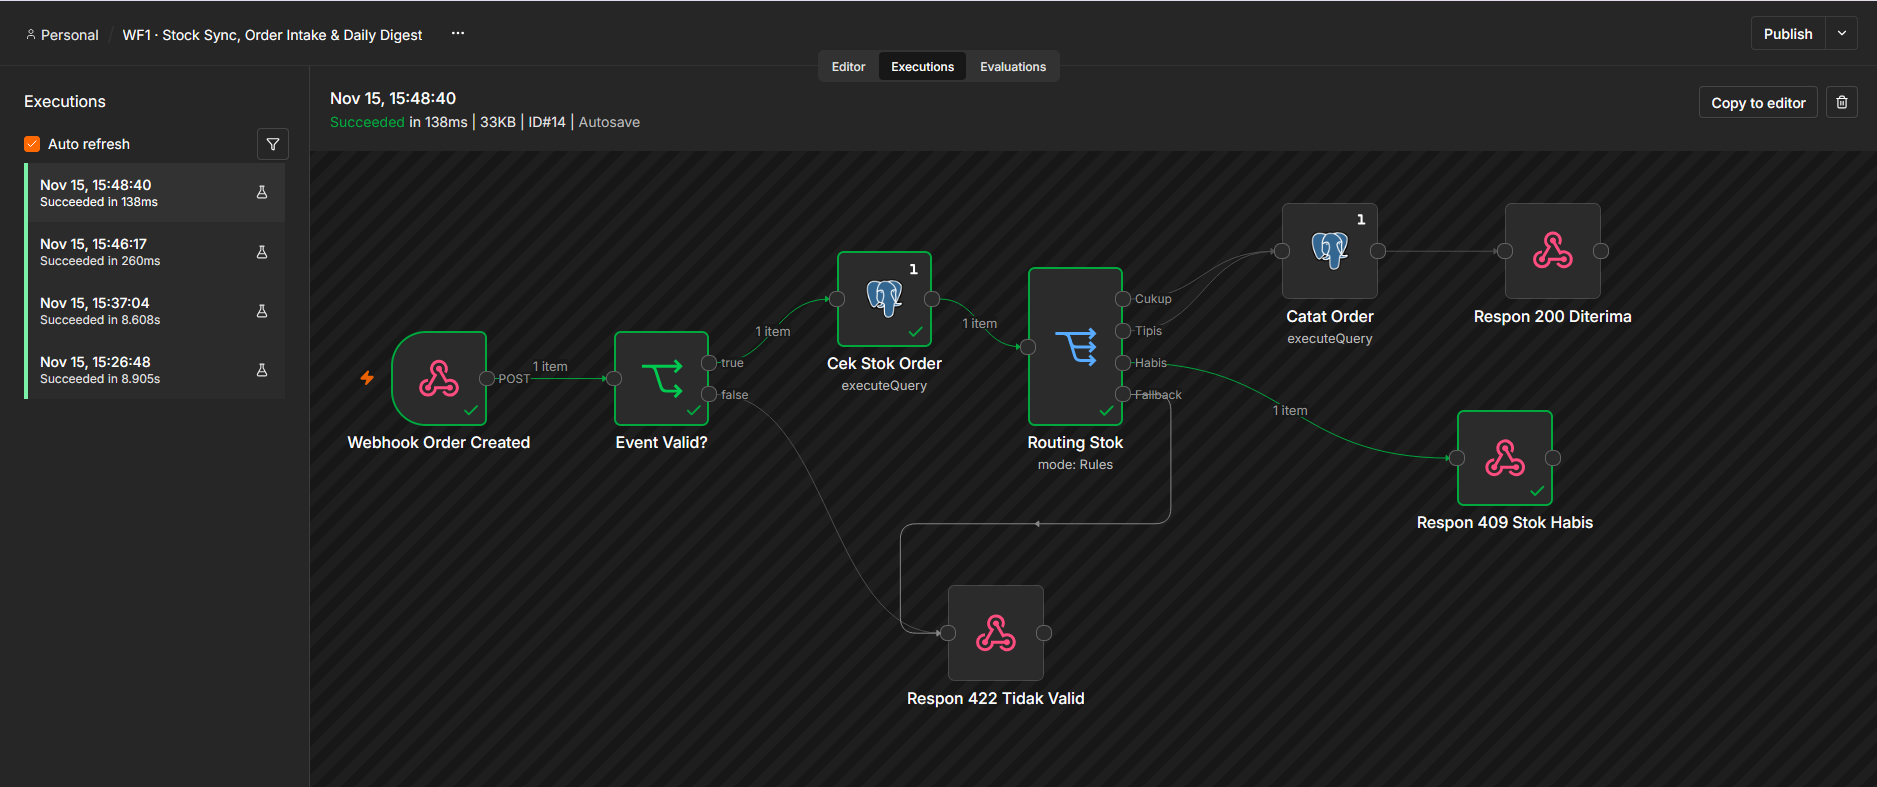 Personal / WF1 · Stock Sync, Order Intake & Daily Digest ...
Publish
Editor Executions Evaluations
Executions
Auto refresh
Nov 15, 15:48:40
Succeeded in 138ms
Nov 15, 15:46:17
Succeeded in 260ms
Nov 15, 15:37:04
Succeeded in 8.608s
Nov 15, 15:26:48
Succeeded in 8.905s
Nov 15, 15:48:40
Succeeded in 138ms | 33KB | ID#14 | Autosave
Copy to editor
POST
1 item
Webhook Order Created
true
false
Event Valid?
1 item
1
Cek Stok Order
executeQuery
1 item
Cukup
Tipis
Habis
Fallback
Routing Stok
mode: Rules
1
Catat Order
executeQuery
Respon 200 Diterima
1 item
Respon 409 Stok Habis
Respon 422 Tidak Valid